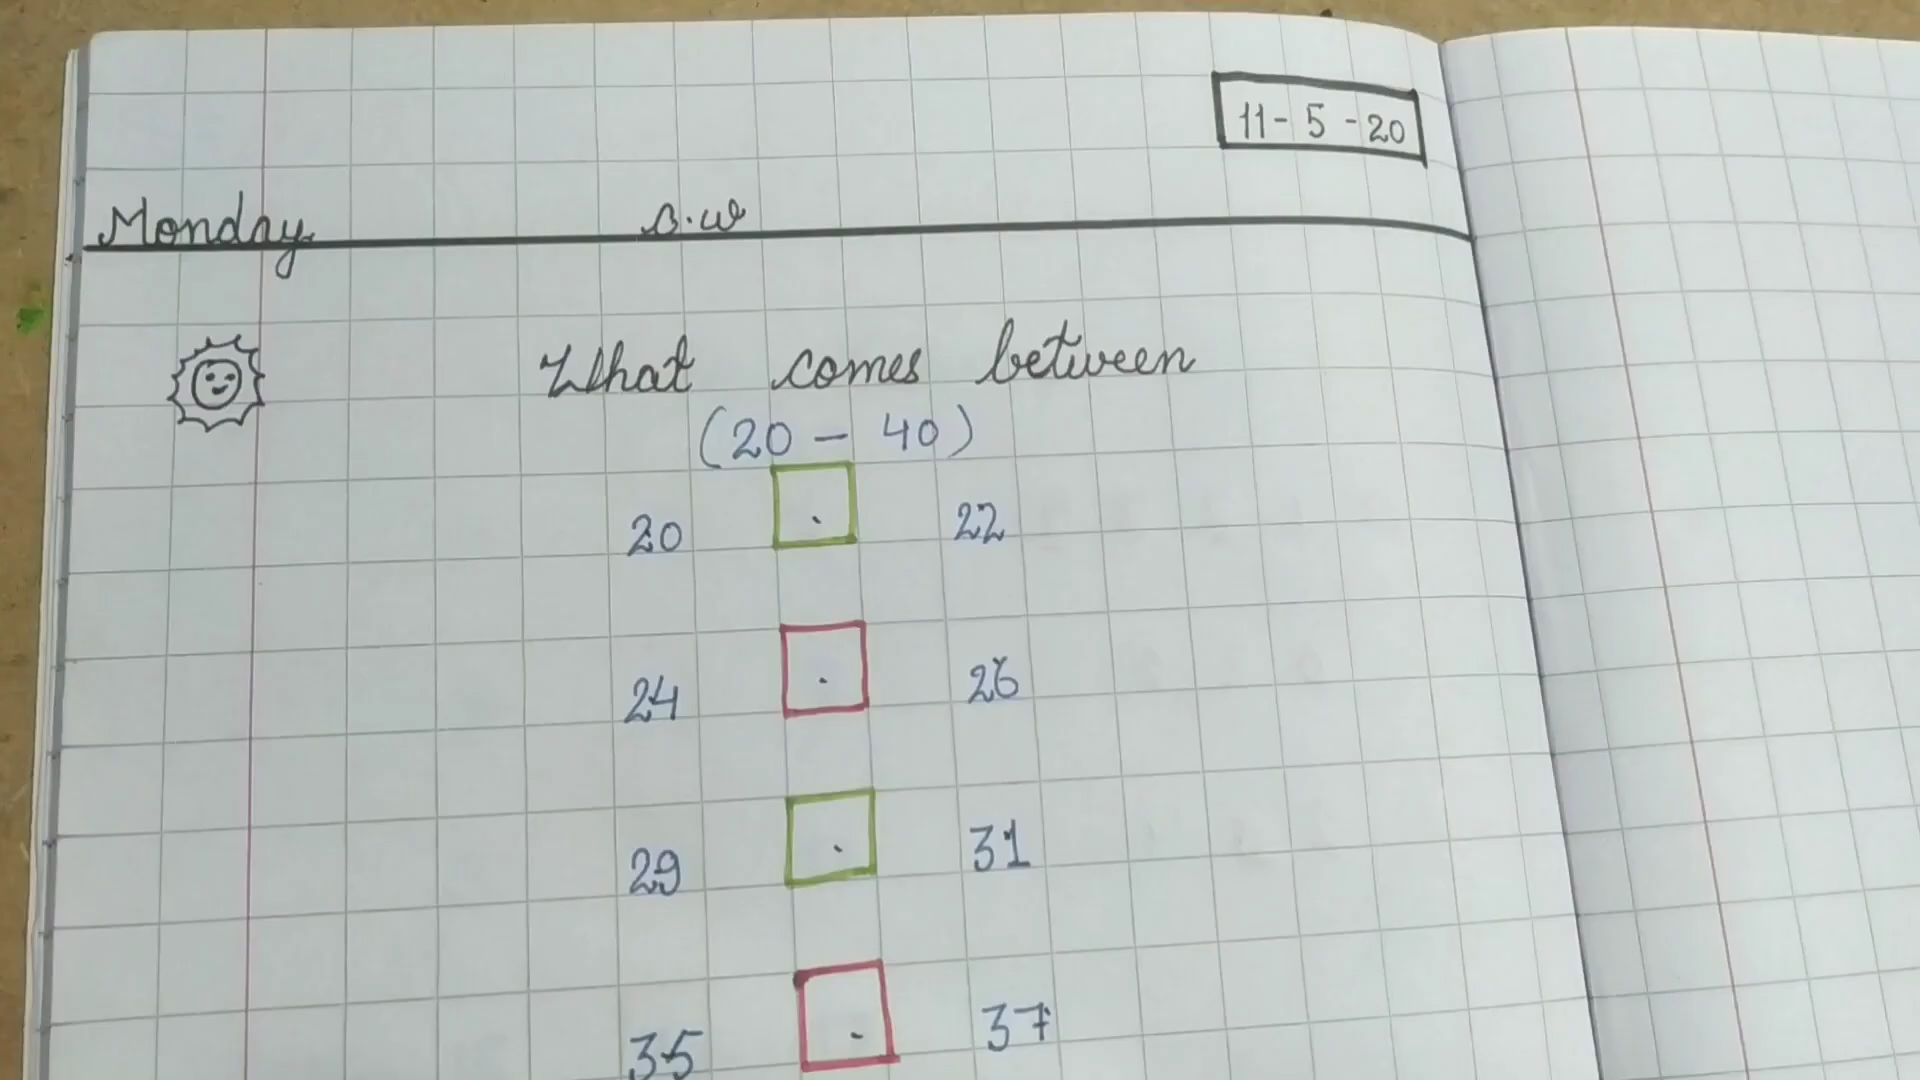 11-5-20
Monday
What comes between
(20 - 40)
20 22
24 26
29 31
35 37